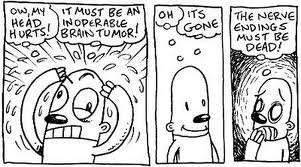 OW, MY
HEAD
HURTS!
IT MUST BE AN
INOPERABLE
BRAIN TUMOR!
OH
ITS
GONE
THE NERVE
ENDINGS
MUST BE
DEAD!